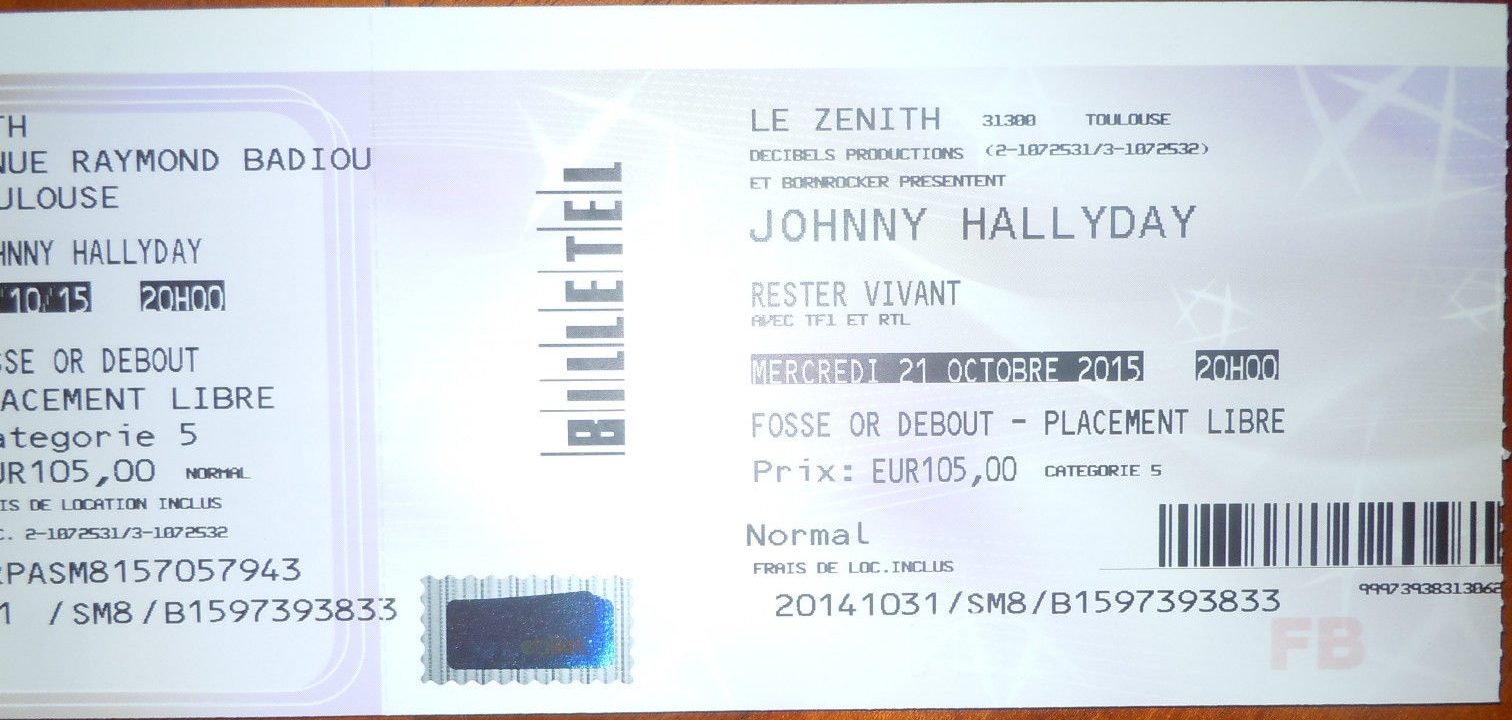 TH
NUE RAYMOND BADIOU
ULOUSE
HNNY HALLYDAY
10/15 20H00
SSE OR DEBOUT
ACEMENT LIBRE
ategorie 5
UR105,00 NORMAL
IS DE LOCATION INCLUS
C. 2-1072531/3-1072532
RPASM8157057943
1 /SM8/B1597393833
BILLETEL
LE ZENITH 31300 TOULOUSE
DECIBELS PRODUCTIONS (2-1072531/3-1072532)
ET BORNROCKER PRESENTENT
JOHNNY HALLYDAY
RESTER VIVANT
AVEC TF1 ET RTL
MERCREDI 21 OCTOBRE 2015 20H00
FOSSE OR DEBOUT - PLACEMENT LIBRE
Prix: EUR105,00 CATEGORIE 5
Normal
FRAIS DE LOC.INCLUS
99973938313062
20141031/SM8/B1597393833
FB